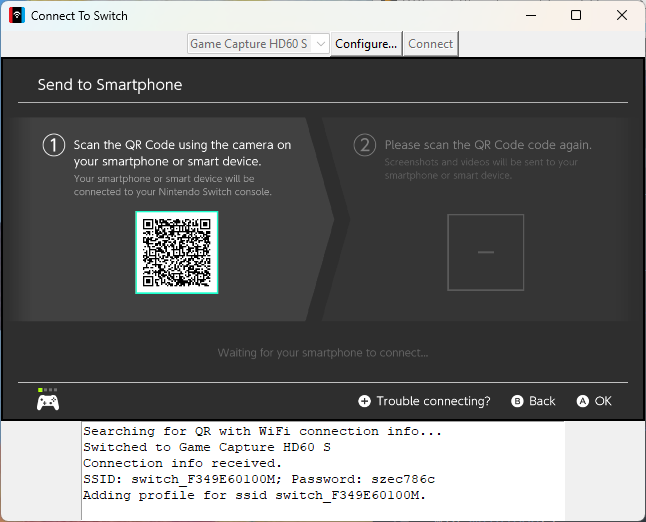 Connect To Switch
Game Capture HD60 S
Configure...
Connect
Send to Smartphone
1
Scan the QR Code using the camera on
your smartphone or smart device.
Your smartphone or smart device will be
connected to your Nintendo Switch console.
2
Please scan the QR Code code again.
Screenshots and videos will be sent to your
smartphone or smart device.
Waiting for your smartphone to connect...
Trouble connecting?
B Back
A OK
Searching for QR with WiFi connection info...
Switched to Game Capture HD60 S
Connection info received.
SSID: switch_F349E60100M; Password: szec786c
Adding profile for ssid switch_F349E60100M.